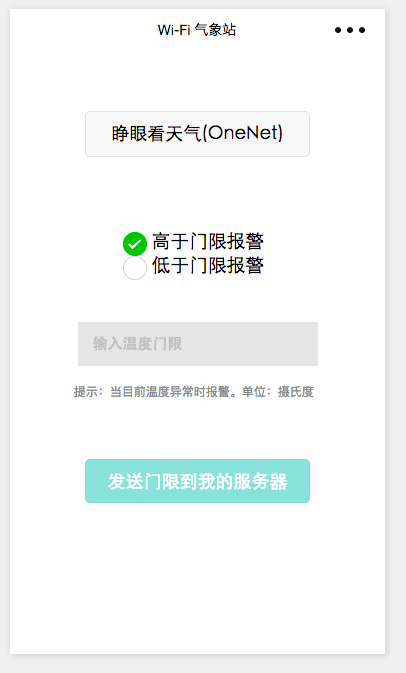 Wi-Fi 气象站
睁眼看天气(OneNet)
高于门限报警
低于门限报警
输入温度门限
提示：当目前温度异常时报警。单位：摄氏度
发送门限到我的服务器